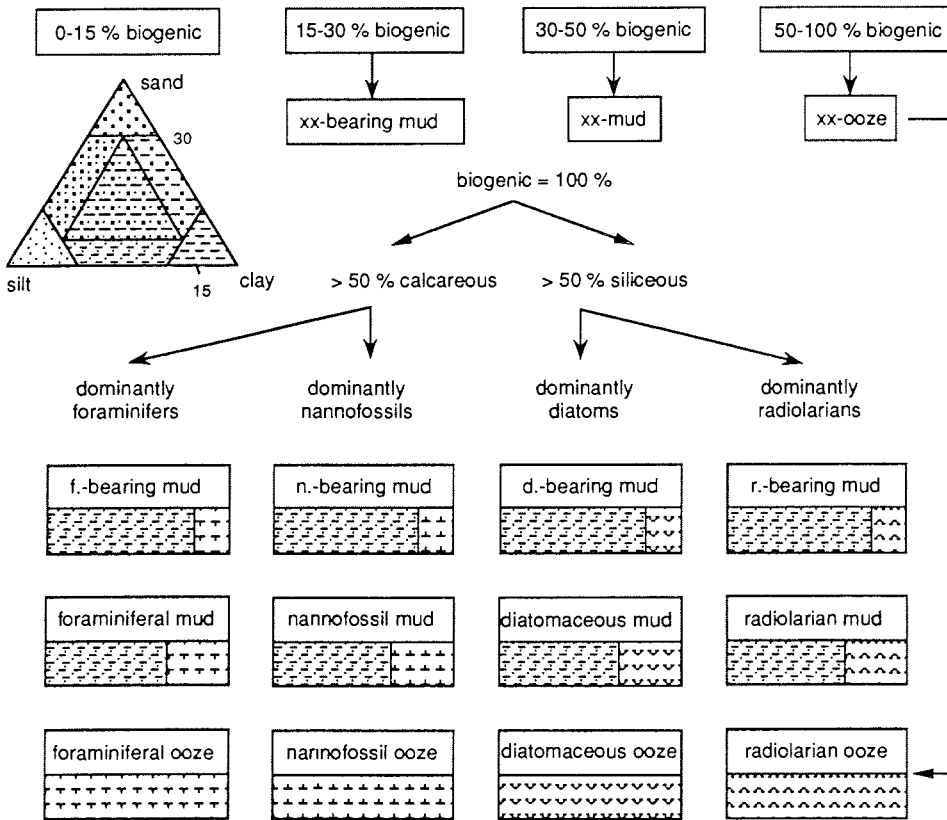 0-15 % biogenic
15-30 % biogenic
30-50 % biogenic
50-100 % biogenic
sand
30
silt
clay
15
xx-bearing mud
xx-mud
xx-ooze
biogenic = 100 %
> 50 % calcareous
> 50 % siliceous
dominantly
foraminifers
dominantly
nannofossils
dominantly
diatoms
dominantly
radiolarians
f.-bearing mud
n.-bearing mud
d.-bearing mud
r.-bearing mud
foraminiferal mud
nannofossil mud
diatomaceous mud
radiolarian mud
foraminiferal ooze
nannofossil ooze
diatomaceous ooze
radiolarian ooze